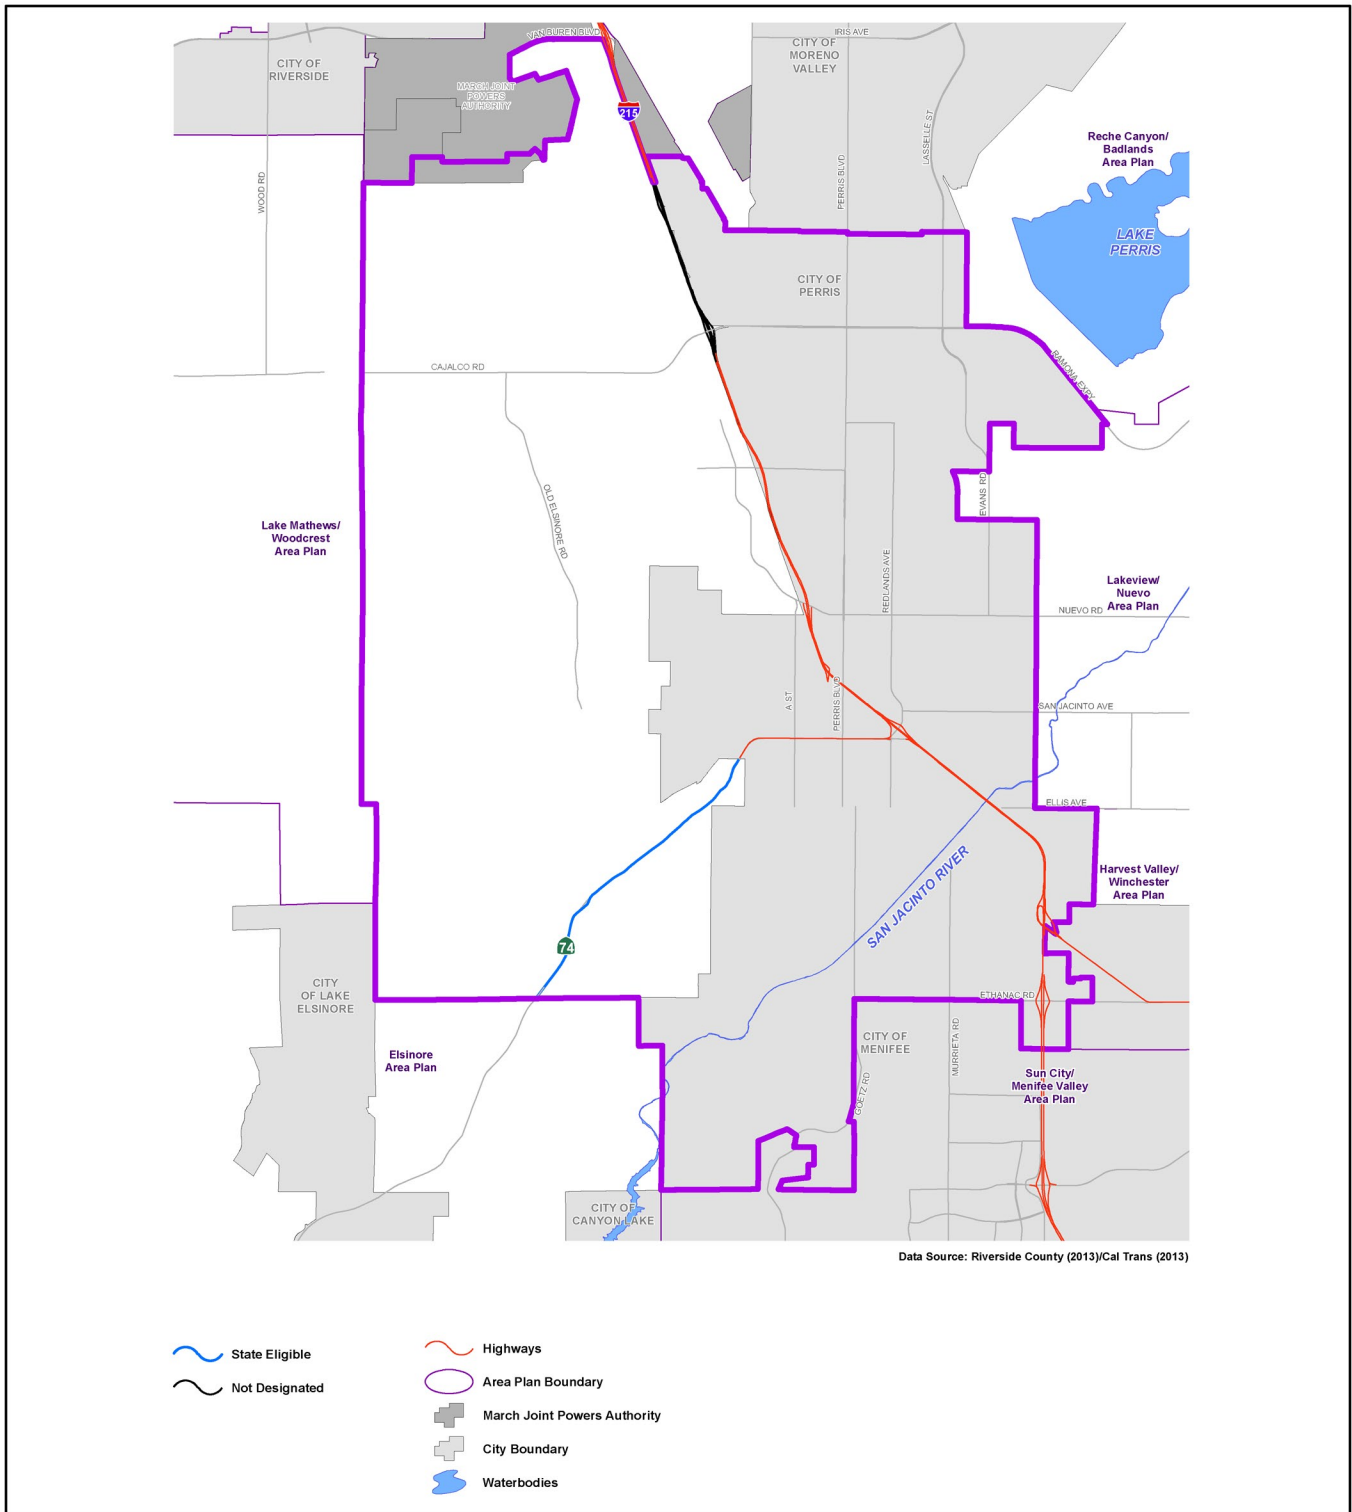 VAN BUREN BLVD
IRIS AVE
CITY OF
RIVERSIDE
CITY OF
MORENO
VALLEY
MARCH JOINT
POWERS
AUTHORITY
215
LASSELLE ST
Reche Canyon/
Badlands
Area Plan
WOOD RD
PERRIS BLVD
LAKE
PERRIS
CITY OF
PERRIS
CAJALCO RD
RAMONA EXPY
OLD ELSINORE RD
EVANS RD
Lake Mathews/
Woodcrest
Area Plan
REDLANDS AVE
Lakeview/
Nuevo
Area Plan
NUEVO RD
A ST
PERRIS BLVD
SAN JACINTO AVE
ELLIS AVE
SAN JACINTO RIVER
Harvest Valley/
Winchester
Area Plan
74
CITY
OF LAKE
ELSINORE
ETHANAC RD
Elsinore
Area Plan
CITY OF
MENIFEE
MURRIETA RD
GOETZ RD
Sun City/
Menifee Valley
Area Plan
CITY OF
CANYON LAKE
Data Source: Riverside County (2013)/Cal Trans (2013)
State Eligible
Not Designated
Highways
Area Plan Boundary
March Joint Powers Authority
City Boundary
Waterbodies